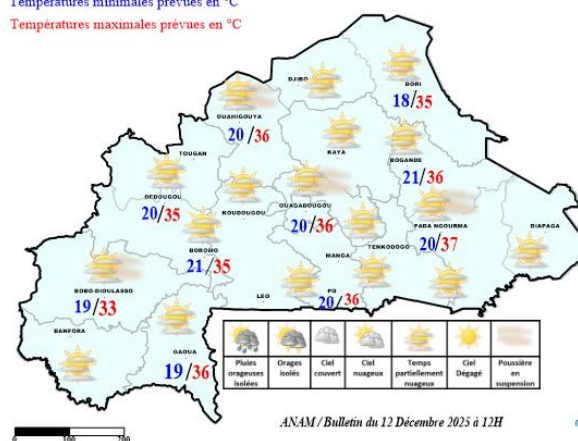 Températures minimales prévues en °C
Températures maximales prévues en °C
DJIBO
DORI
18/35
OUAHIGOUYA
20/36
TOUGAN
KAYA
BOGANDE
21/36
DEDOUGOU
20/35
KOUDOUGOU
OUAGADOUGOU
20/36
FADA NGOURMA
20/37
DIAPAGA
BOROMO
21/35
MANGA
TENKODOGO
BOBO-DIOULASSO
19/33
LEO
PO
20/36
BANFORA
GAOUA
19/36
Pluies orageuses isolées
Orages isolés
Ciel couvert
Ciel nuageux
Temps partiellement nuageux
Ciel Dégagé
Poussière en suspension
ANAM / Bulletin du 12 Décembre 2025 à 12H
0 100 200